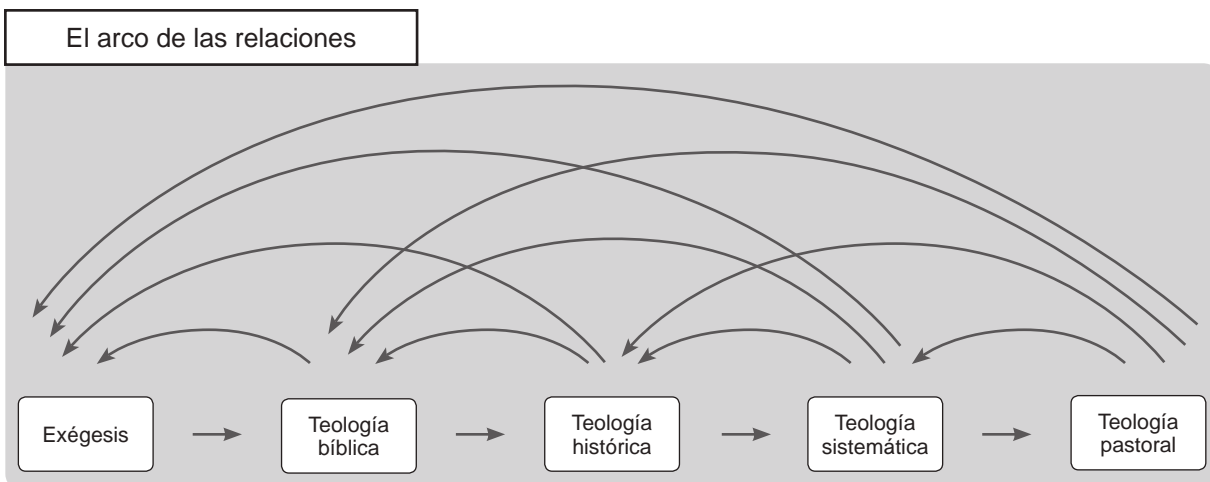 El arco de las relaciones
Exégesis
Teología
bíblica
Teología
histórica
Teología
sistemática
Teología
pastoral